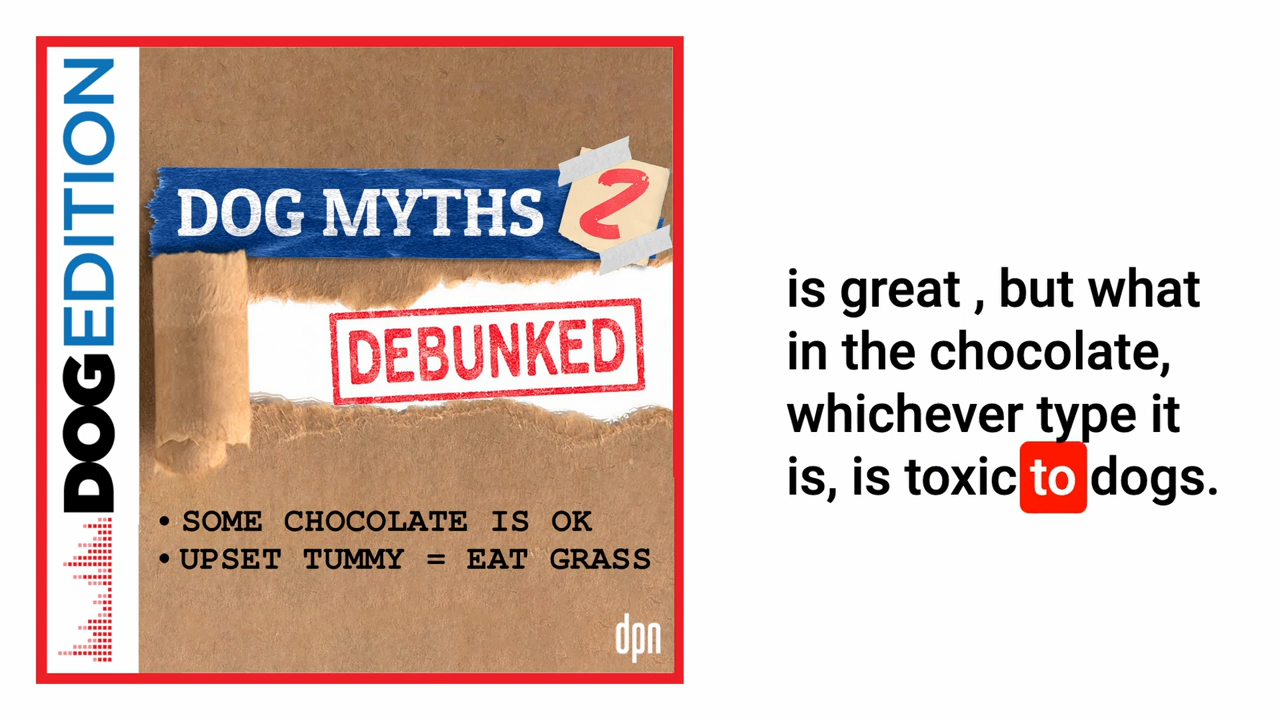 DOGEDITION
DOG MYTHS 2
DEBUNKED
• SOME CHOCOLATE IS OK
• UPSET TUMMY = EAT GRASS
dpn
is great , but what
in the chocolate,
whichever type it
is, is toxic to dogs.